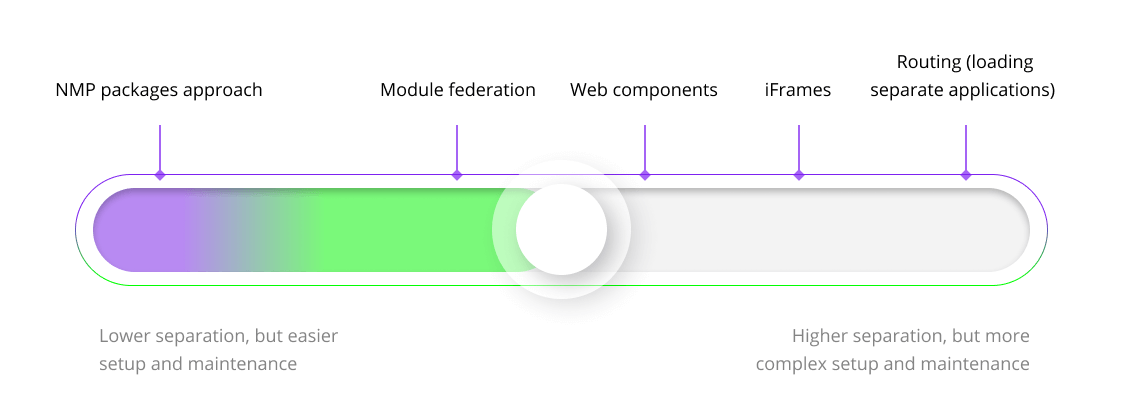 Routing (loading
NMP packages approach
Module federation
Web components
iFrames
separate applications)
Lower separation, but easier
setup and maintenance
Higher separation, but more
complex setup and maintenance